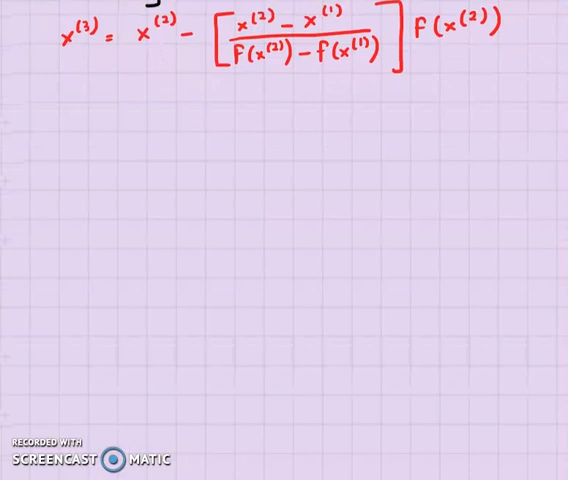 x^(3) = x^(2) - [ (x^(2) - x^(1)) / (f(x^(2)) - f(x^(1))) ] f(x^(2))
RECORDED WITH
SCREENCAST MATIC